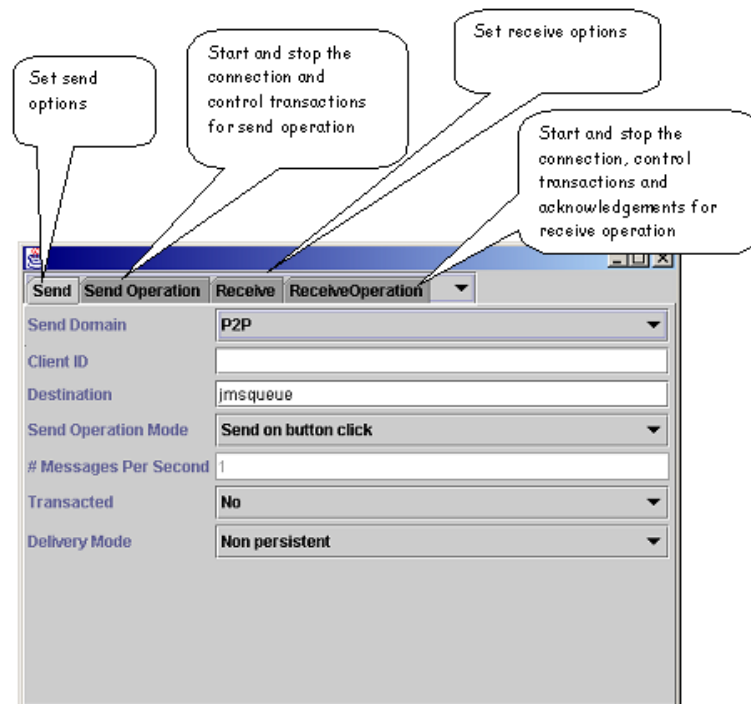 Set send
options
Start and stop the
connection and
control transactions
for send operation
Set receive options
Start and stop the
connection, control
transactions and
acknowledgements for
receive operation
Send Send Operation Receive ReceiveOperation
Send Domain P2P
Client ID
Destination jmsqueue
Send Operation Mode Send on button click
# Messages Per Second 1
Transacted No
Delivery Mode Non persistent